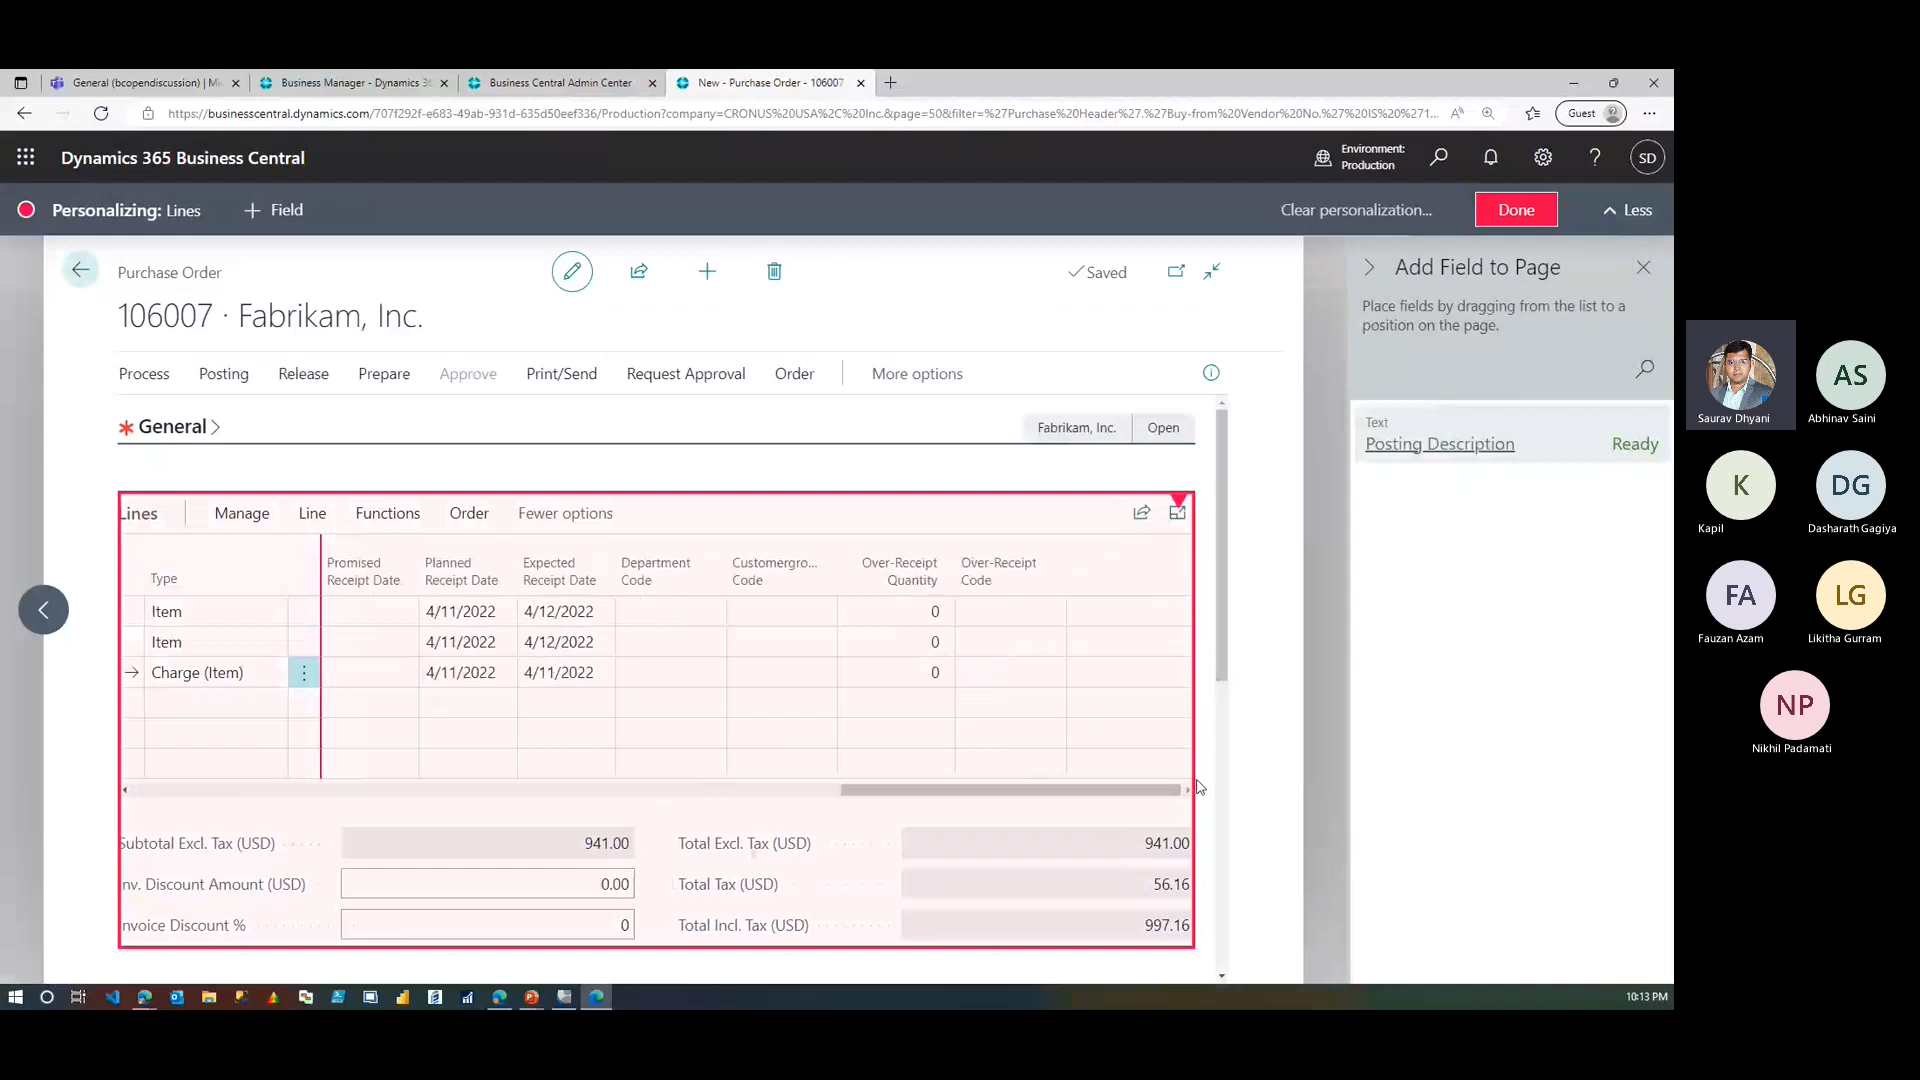 General (bcopendiscussion) | Mi
Business Manager - Dynamics 36
Business Central Admin Center
New - Purchase Order - 106007
https://businesscentral.dynamics.com/707f292f-e683-49ab-931d-635d50eef336/Production?company=CRONUS%20USA%2C%20Inc.&page=50&filter=%27Purchase%20Header%27.%27Buy-from%20Vendor%20No.%27%20IS%20%271...
Guest
Dynamics 365 Business Central
Environment:
Production
SD
Personalizing: Lines
Field
Clear personalization...
Done
Less
Purchase Order
Saved
106007 · Fabrikam, Inc.
Process Posting Release Prepare Approve Print/Send Request Approval Order More options
General
Fabrikam, Inc. Open
Lines Manage Line Functions Order Fewer options
Type
Promised Receipt Date
Planned Receipt Date
Expected Receipt Date
Department Code
Customergro... Code
Over-Receipt Quantity
Over-Receipt Code
Item 4/11/2022 4/12/2022 0
Item 4/11/2022 4/12/2022 0
Charge (Item) 4/11/2022 4/11/2022 0
Subtotal Excl. Tax (USD) 941.00 Total Excl. Tax (USD) 941.00
nv. Discount Amount (USD) 0.00 Total Tax (USD) 56.16
nvoice Discount % 0 Total Incl. Tax (USD) 997.16
Add Field to Page
Place fields by dragging from the list to a
position on the page.
Text
Posting Description Ready
10:13 PM
Saurav Dhyani
AS
Abhinav Saini
K
Kapil
DG
Dasharath Gagiya
FA
Fauzan Azam
LG
Likitha Gurram
NP
Nikhil Padamati